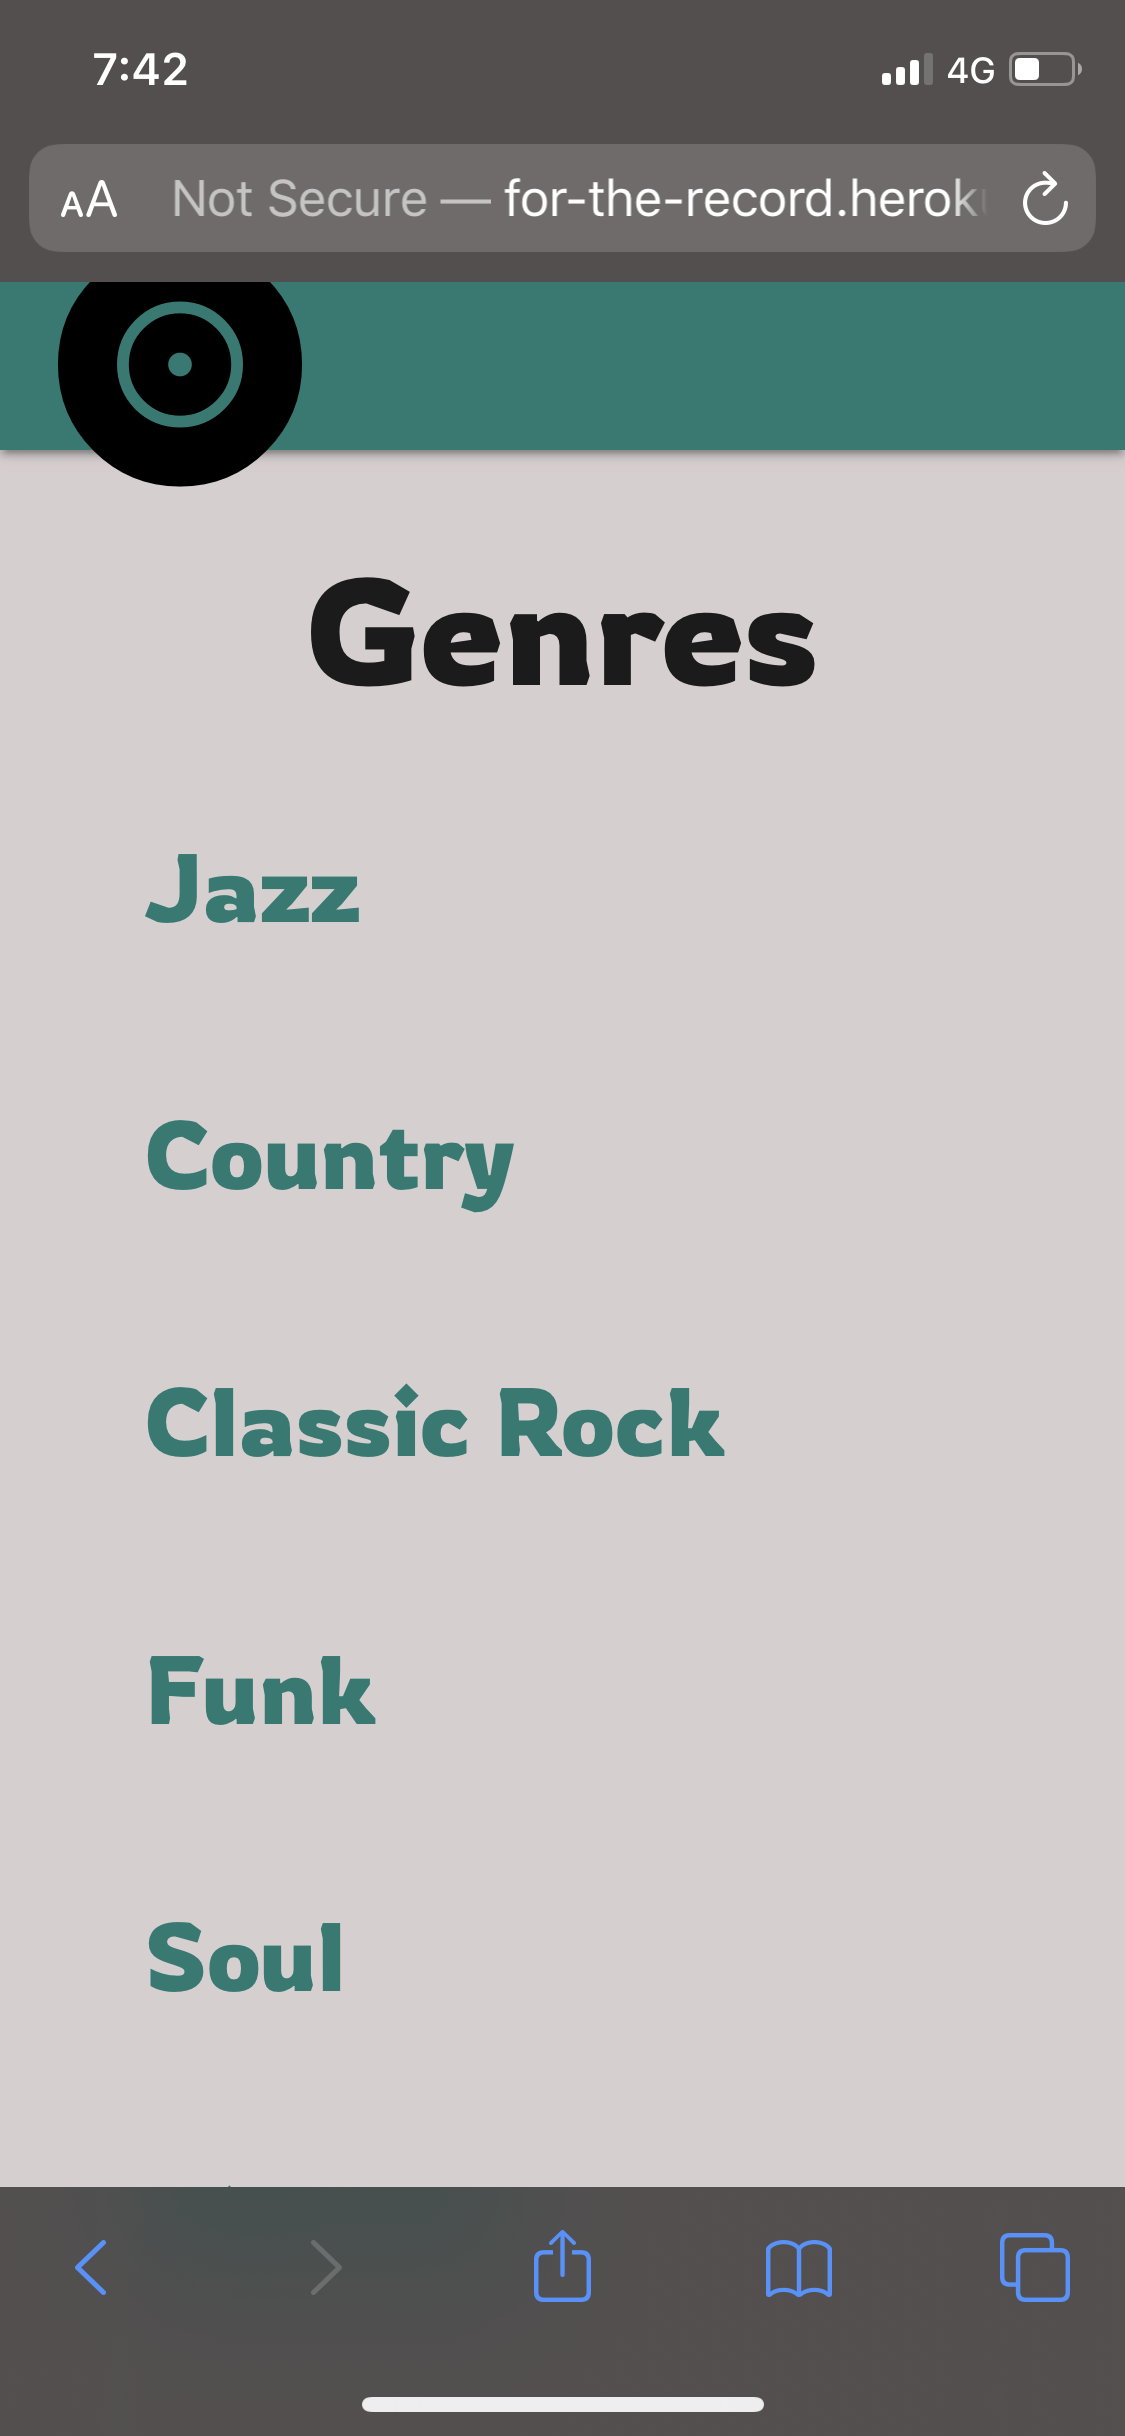 7:42 4G
AA Not Secure — for-the-record.herok
Genres
Jazz
Country
Classic Rock
Funk
Soul